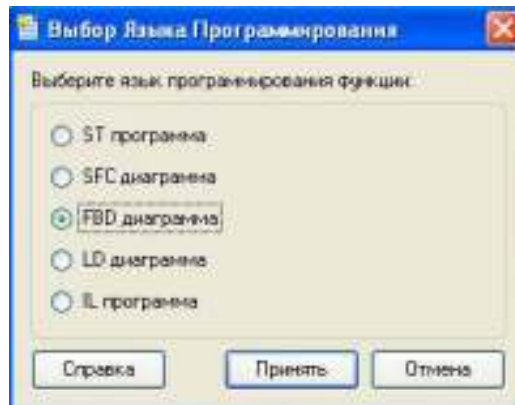 Выбор Языка Программирования
Выберите язык программирования функции
ST программа
SFC диаграмма
FBD диаграмма
LD диаграмма
IL программа
Справка Принять Отмена